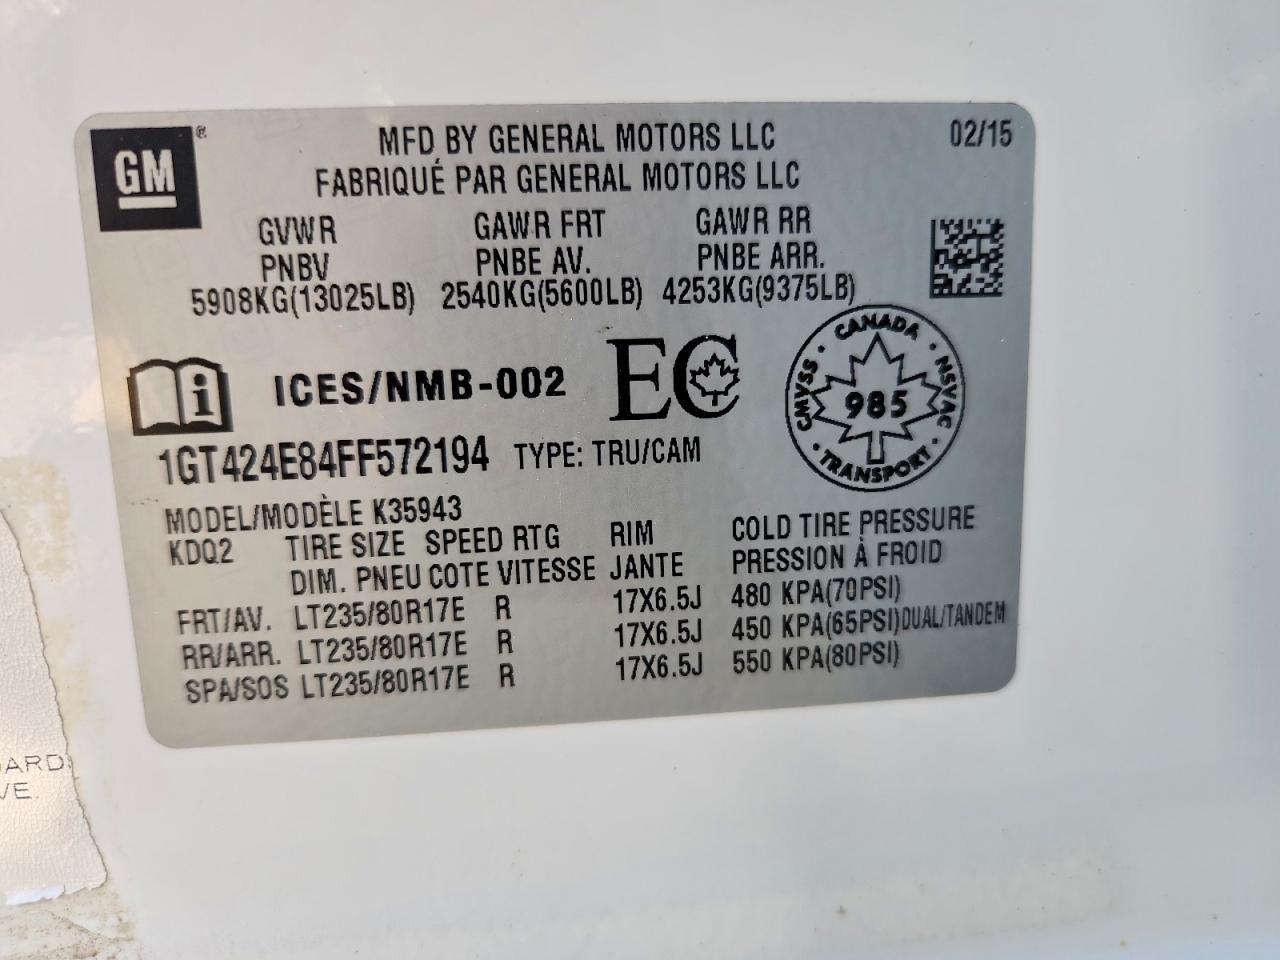 GM ®
MFD BY GENERAL MOTORS LLC 02/15
FABRIQUÉ PAR GENERAL MOTORS LLC
GVWR GAWR FRT GAWR RR
PNBV PNBE AV. PNBE ARR.
5908KG(13025LB) 2540KG(5600LB) 4253KG(9375LB)
ICES/NMB-002 EC
CANADA · NSVAC · TRANSPORT · CMVSS ·
985
1GT424E84FF572194 TYPE: TRU/CAM
MODEL/MODÈLE K35943
KDQ2 TIRE SIZE SPEED RTG RIM COLD TIRE PRESSURE
DIM. PNEU COTE VITESSE JANTE PRESSION À FROID
FRT/AV. LT235/80R17E R 17X6.5J 480 KPA(70PSI)
RR/ARR. LT235/80R17E R 17X6.5J 450 KPA(65PSI)DUAL/TANDEM
SPA/SOS LT235/80R17E R 17X6.5J 550 KPA(80PSI)